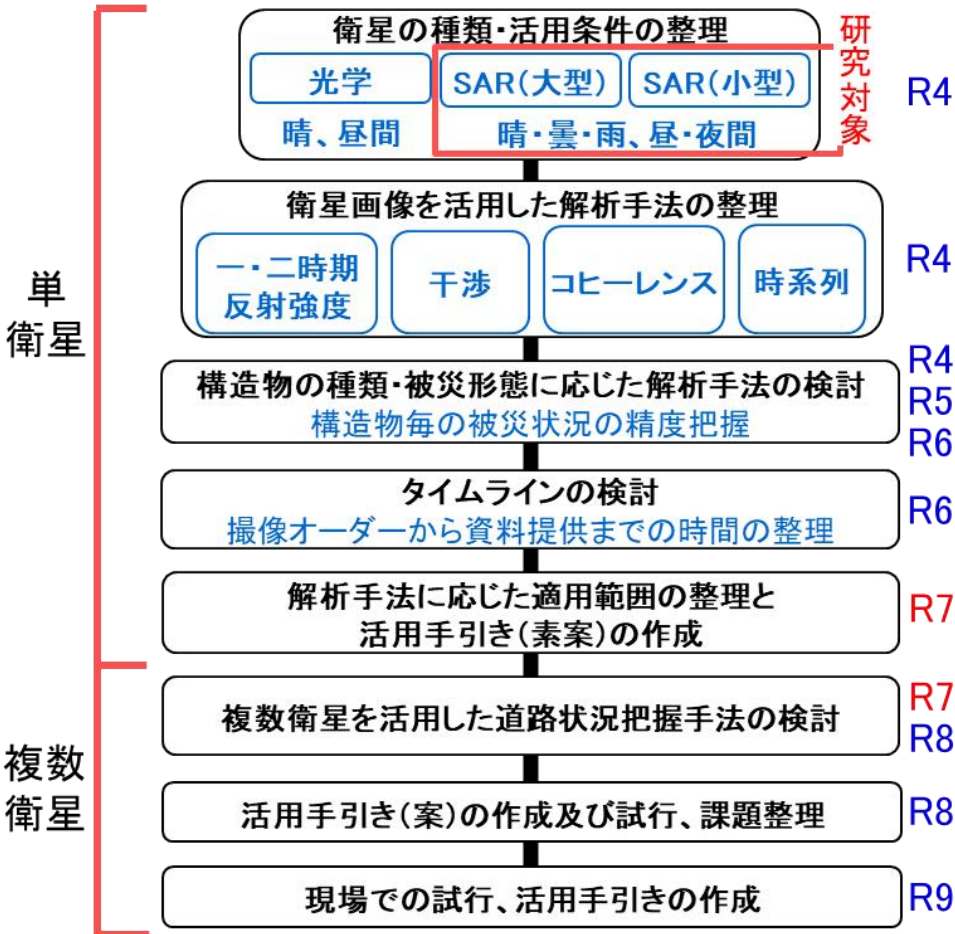 衛星の種類・活用条件の整理
研究対象
光学
SAR(大型)
SAR(小型)
R4
晴、昼間
晴・曇・雨、昼・夜間
衛星画像を活用した解析手法の整理
一・二時期
反射強度
干渉
コヒーレンス
時系列
R4
単
衛星
構造物の種類・被災形態に応じた解析手法の検討
構造物毎の被災状況の精度把握
R4
R5
R6
タイムラインの検討
撮像オーダーから資料提供までの時間の整理
R6
解析手法に応じた適用範囲の整理と
活用手引き(素案)の作成
R7
複数
衛星
複数衛星を活用した道路状況把握手法の検討
R7
R8
活用手引き(案)の作成及び試行、課題整理
R8
現場での試行、活用手引きの作成
R9